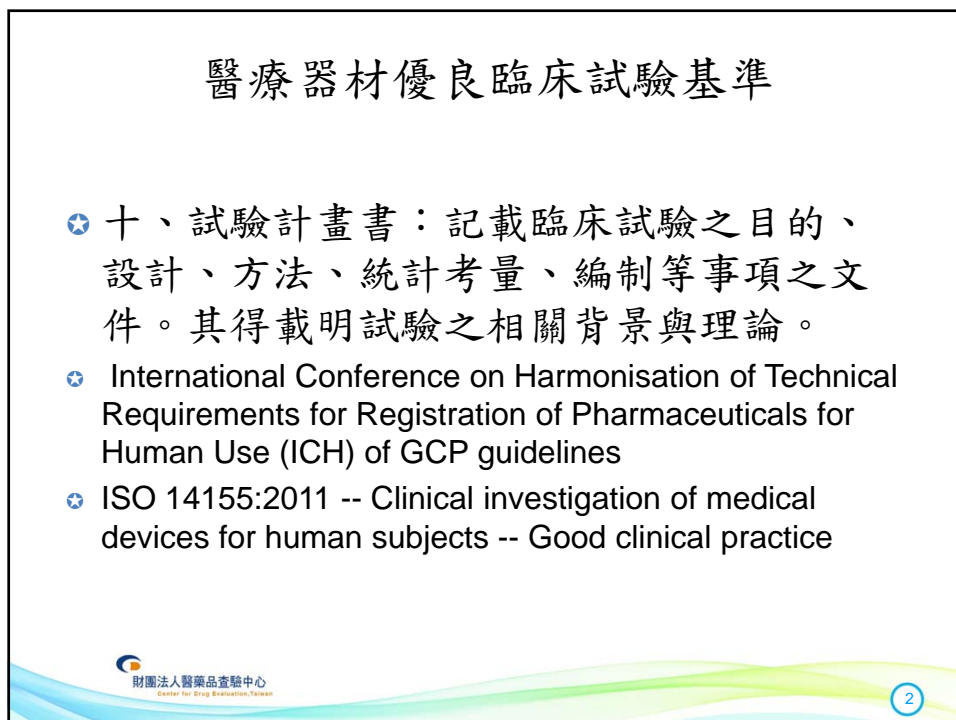 醫療器材優良臨床試驗基準
十、試驗計畫書：記載臨床試驗之目的、
設計、方法、統計考量、編制等事項之文
件。其得載明試驗之相關背景與理論。
International Conference on Harmonisation of Technical
Requirements for Registration of Pharmaceuticals for
Human Use (ICH) of GCP guidelines
ISO 14155:2011 -- Clinical investigation of medical
devices for human subjects -- Good clinical practice
財團法人醫藥品查驗中心
Center for Drug Evaluation,Taiwan
2